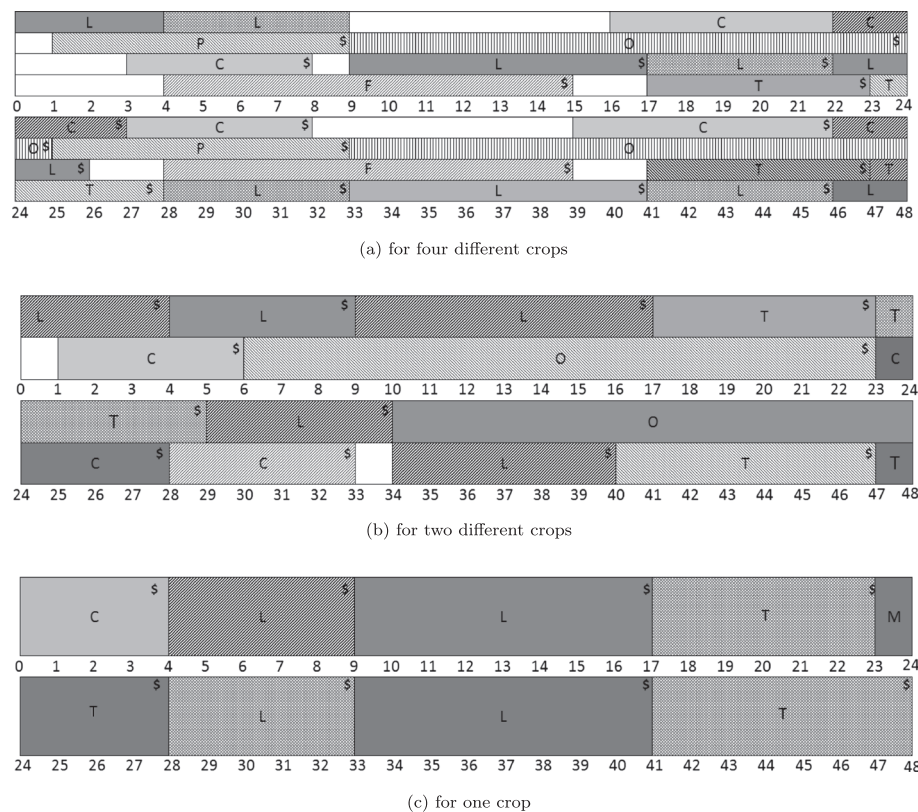 L L C C
P $ O $
C $ L $ L $ L
F $ T $ T
0 1 2 3 4 5 6 7 8 9 10 11 12 13 14 15 16 17 18 19 20 21 22 23 24
C $ C $ C $ C
O $ P $ O
L $ F $ T $ T
T $ L $ L $ L $ L
24 25 26 27 28 29 30 31 32 33 34 35 36 37 38 39 40 41 42 43 44 45 46 47 48
(a) for four different crops
L $ L $ L $ T $ T
C $ O $ C
0 1 2 3 4 5 6 7 8 9 10 11 12 13 14 15 16 17 18 19 20 21 22 23 24
T $ L $ O
C $ C $ L $ T $ T
24 25 26 27 28 29 30 31 32 33 34 35 36 37 38 39 40 41 42 43 44 45 46 47 48
(b) for two different crops
C $ L $ L $ T $ M
0 1 2 3 4 5 6 7 8 9 10 11 12 13 14 15 16 17 18 19 20 21 22 23 24
T $ L $ L $ T $
24 25 26 27 28 29 30 31 32 33 34 35 36 37 38 39 40 41 42 43 44 45 46 47 48
(c) for one crop